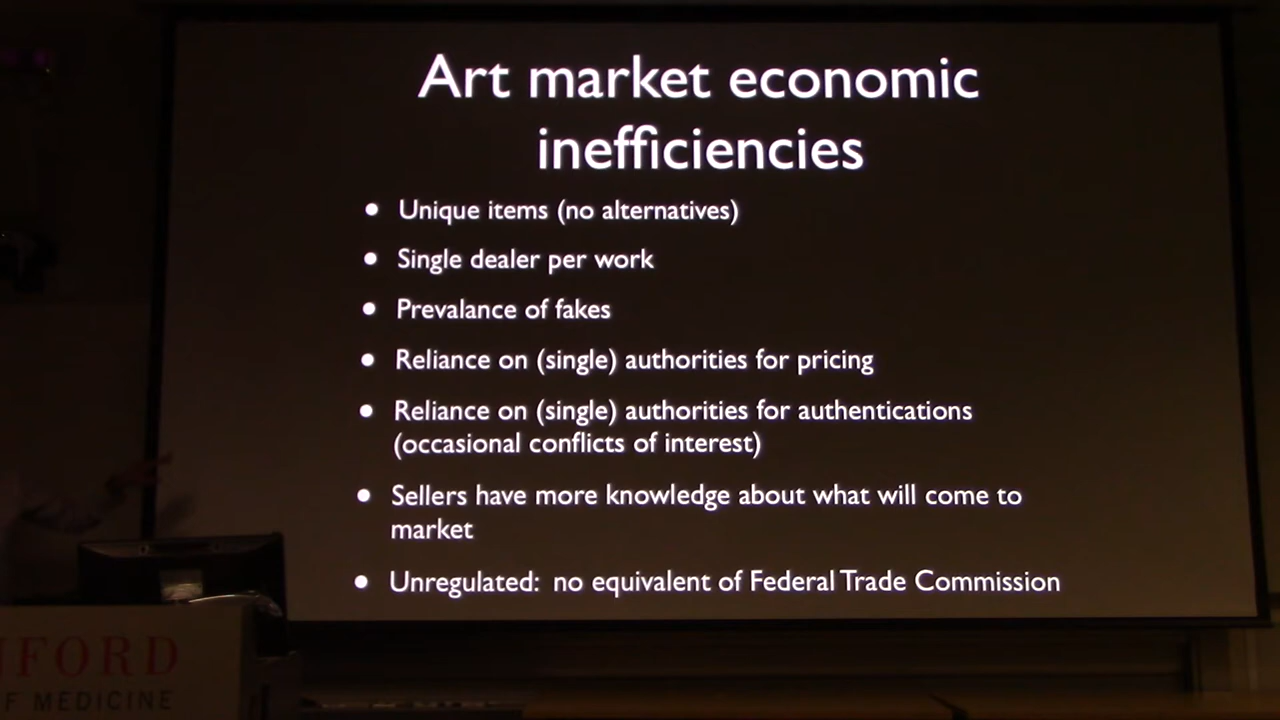 Art market economic
inefficiencies
• Unique items (no alternatives)
• Single dealer per work
• Prevalance of fakes
• Reliance on (single) authorities for pricing
• Reliance on (single) authorities for authentications
(occasional conflicts of interest)
• Sellers have more knowledge about what will come to
market
• Unregulated: no equivalent of Federal Trade Commission
NFORD
F MEDICINE